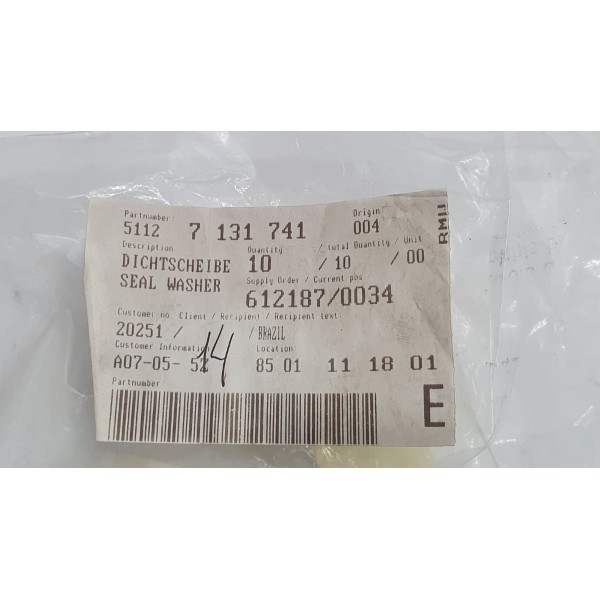 Partnumber: Origin
5112 7 131 741 004
Description Quantity / total Quantity / Unit
DICHTSCHEIBE 10 / 10 / 00
SEAL WASHER Supply Order / Current pos
612187/0034
Customer no. Client / Recipient / Recipient text
20251 / / BRAZIL
Customer Information Location
A07-05- 52 14 85 01 11 18 01
Partnumber
E
RMW